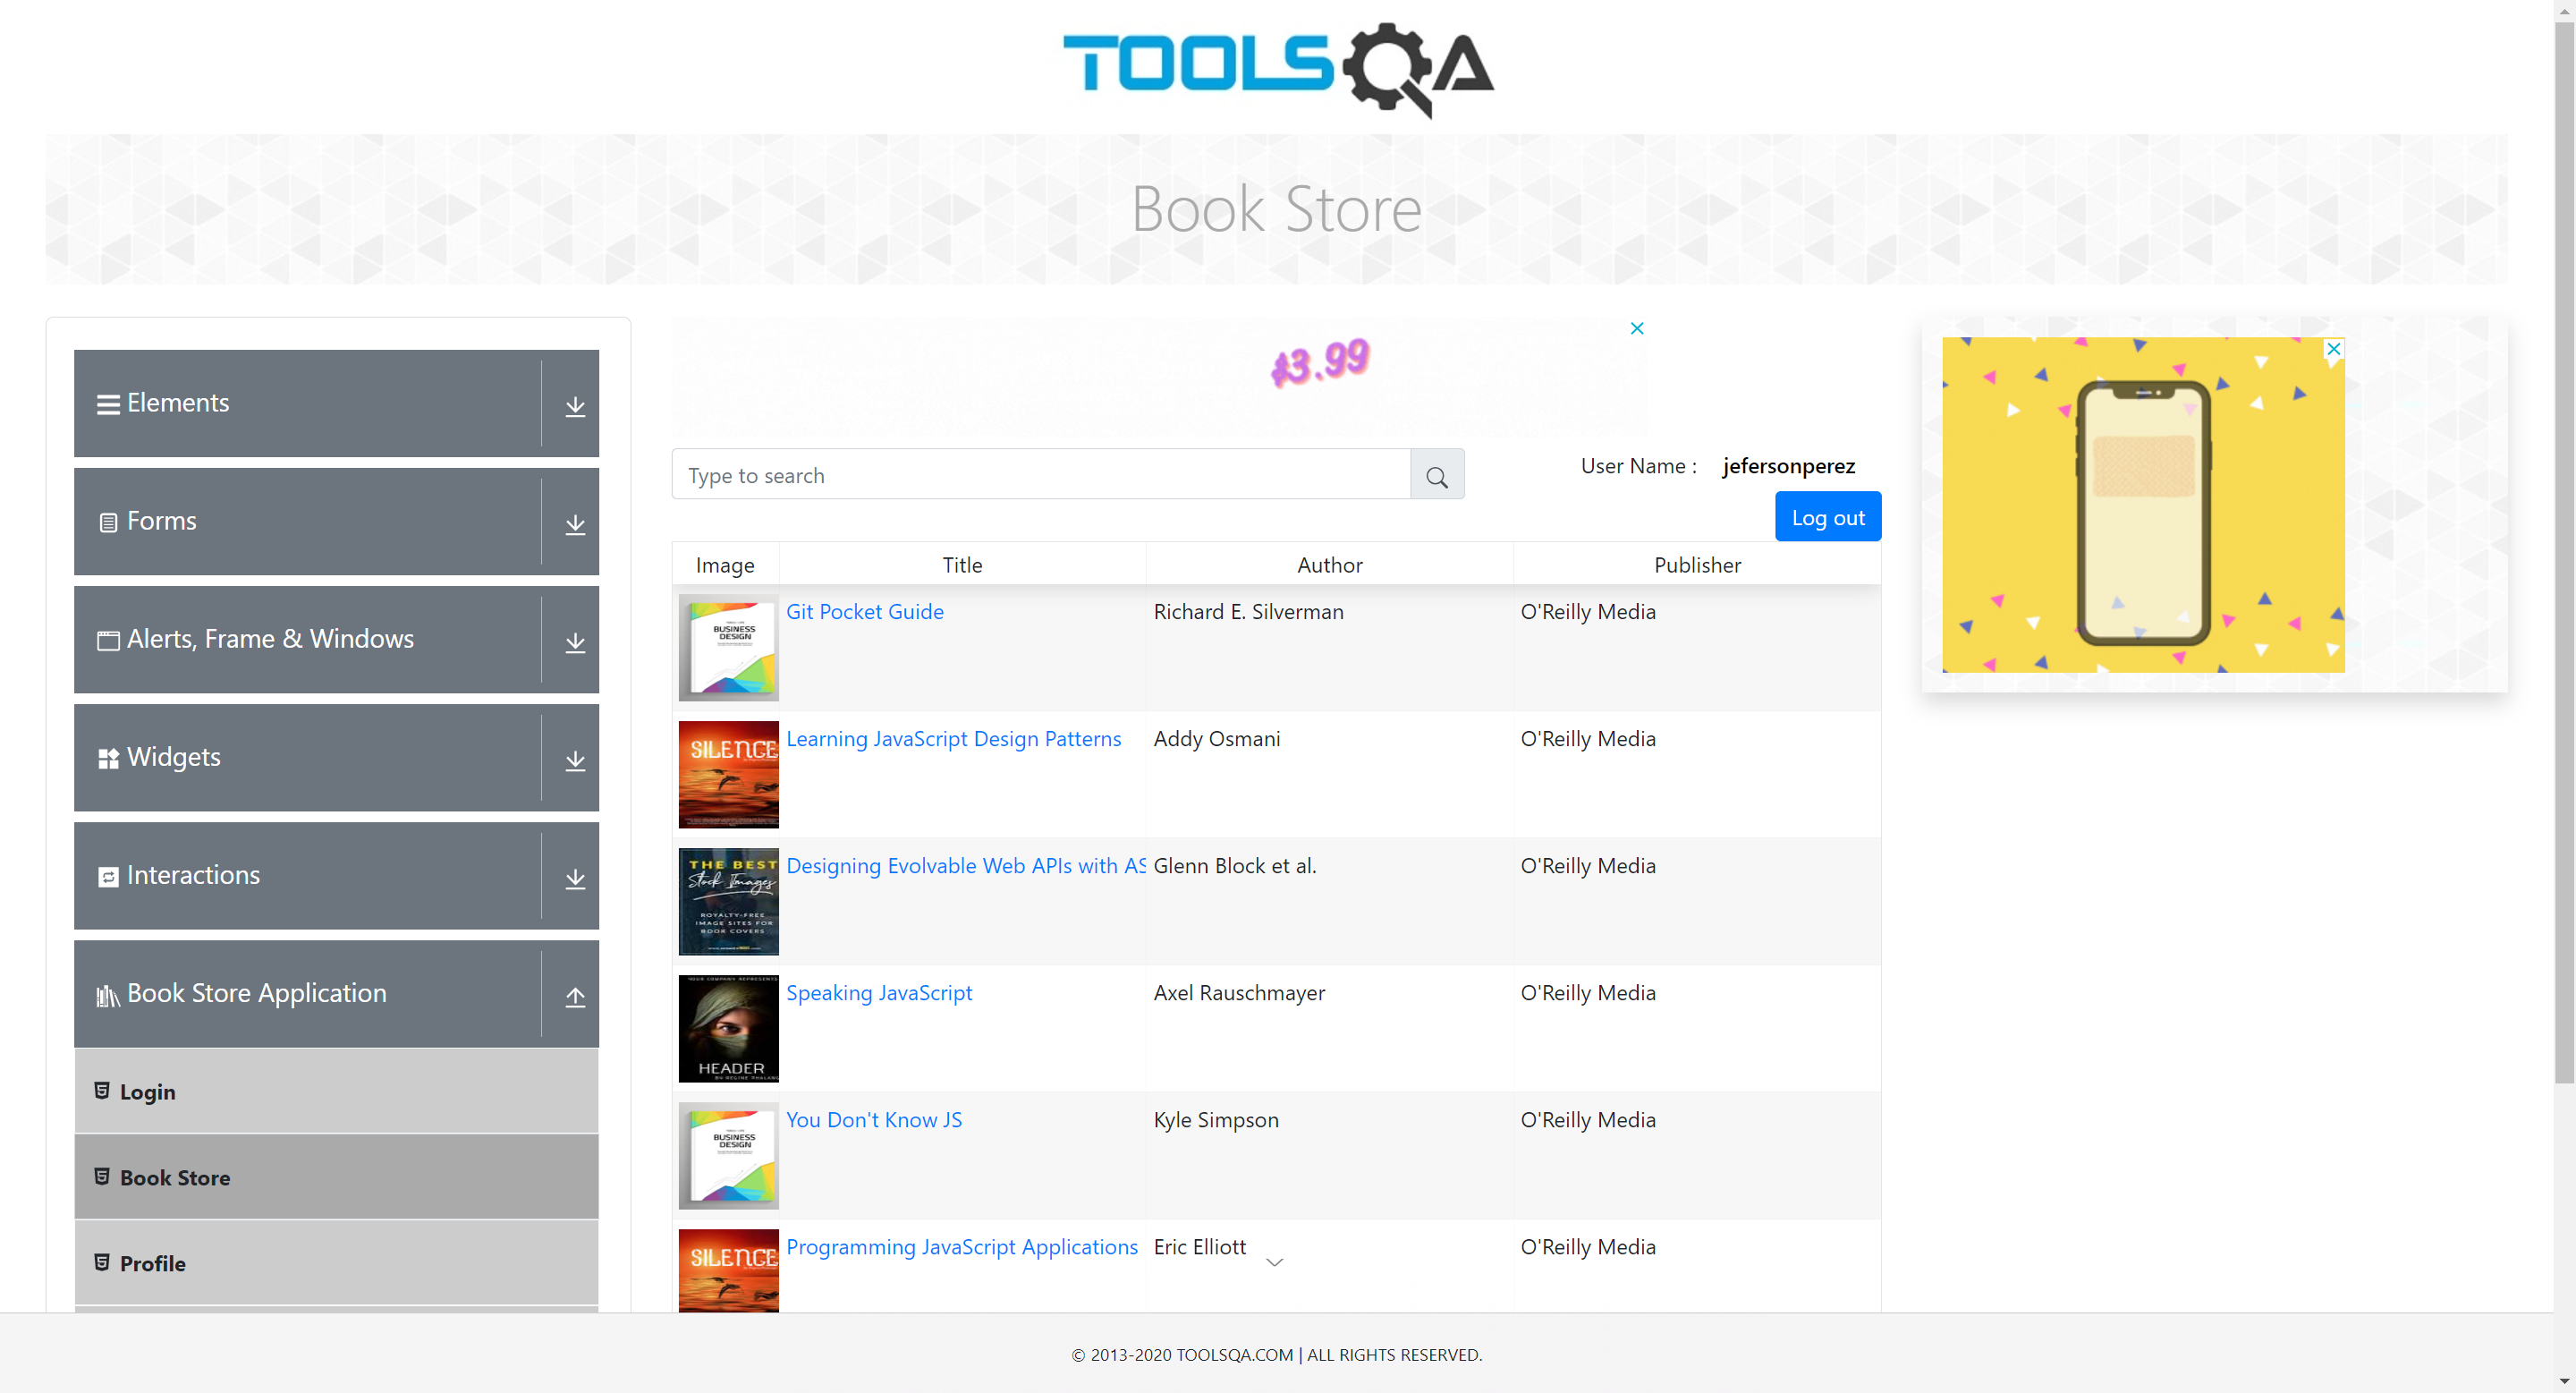 TOOLSQA
Book Store
Elements
Forms
Alerts, Frame & Windows
Widgets
Interactions
Book Store Application
Login
Book Store
Profile
$3.99
Type to search
User Name : jefersonperez
Log out
Image Title Author Publisher
BUSINESS
DESIGN
Git Pocket Guide Richard E. Silverman O'Reilly Media
SILENCE
Learning JavaScript Design Patterns Addy Osmani O'Reilly Media
THE BEST
Stock Images
ROYALTY-FREE
IMAGE SITES FOR
BOOK COVERS
Designing Evolvable Web APIs with AS Glenn Block et al. O'Reilly Media
HEADER
Speaking JavaScript Axel Rauschmayer O'Reilly Media
BUSINESS
DESIGN
You Don't Know JS Kyle Simpson O'Reilly Media
SILENCE
Programming JavaScript Applications Eric Elliott O'Reilly Media
© 2013-2020 TOOLSQA.COM | ALL RIGHTS RESERVED.